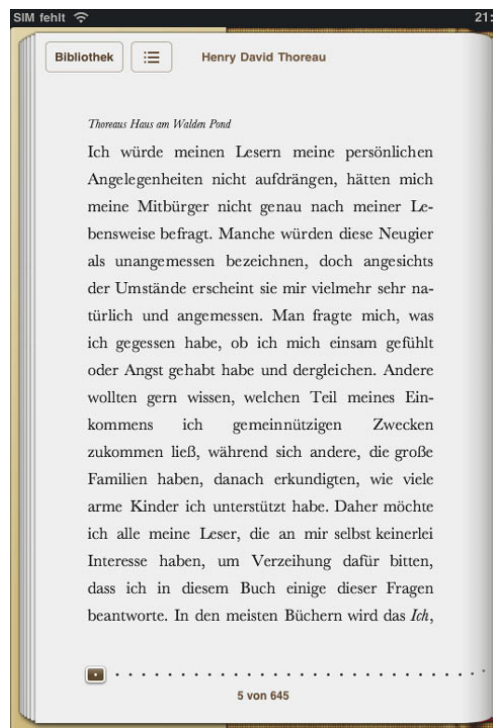 SIM fehlt 21:
Bibliothek Henry David Thoreau
Thoreaus Haus am Walden Pond
Ich würde meinen Lesern meine persönlichen
Angelegenheiten nicht aufdrängen, hätten mich
meine Mitbürger nicht genau nach meiner Le-
bensweise befragt. Manche würden diese Neugier
als unangemessen bezeichnen, doch angesichts
der Umstände erscheint sie mir vielmehr sehr na-
türlich und angemessen. Man fragte mich, was
ich gegessen habe, ob ich mich einsam gefühlt
oder Angst gehabt habe und dergleichen. Andere
wollten gern wissen, welchen Teil meines Ein-
kommens ich gemeinnützigen Zwecken
zukommen ließ, während sich andere, die große
Familien haben, danach erkundigten, wie viele
arme Kinder ich unterstützt habe. Daher möchte
ich alle meine Leser, die an mir selbst keinerlei
Interesse haben, um Verzeihung dafür bitten,
dass ich in diesem Buch einige dieser Fragen
beantworte. In den meisten Büchern wird das Ich,
5 von 645